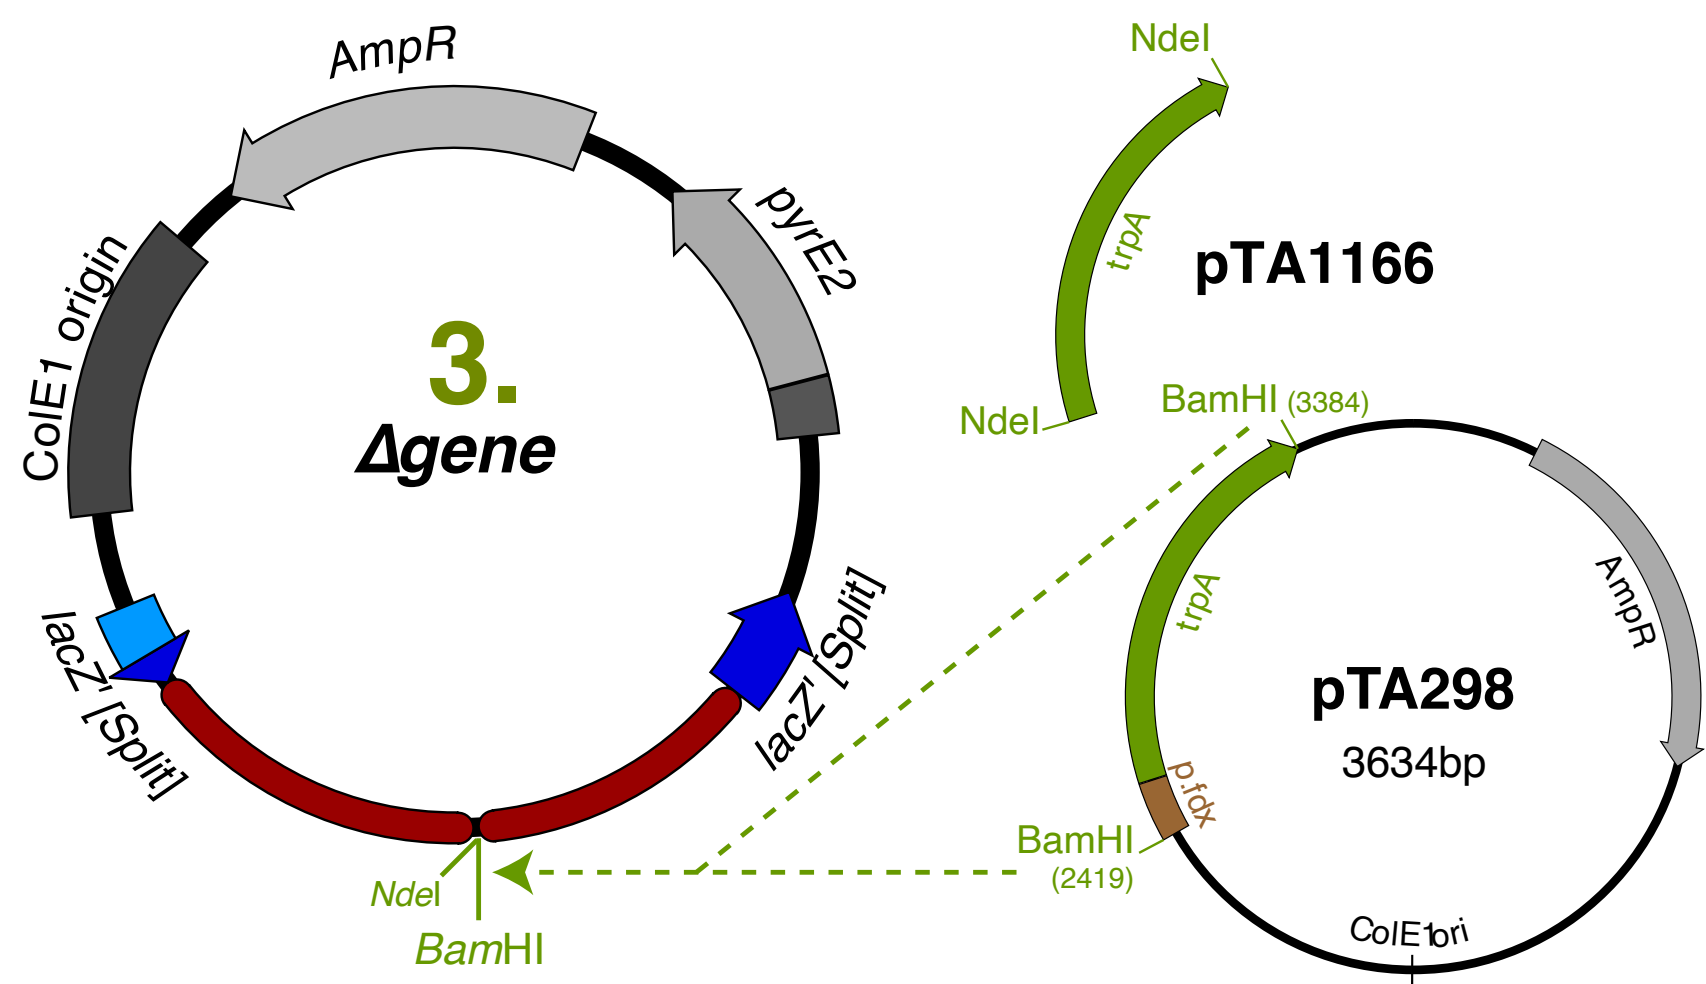 AmpR
pyrE2
ColE1 origin
3.
Δgene
lacZ' [Split]
lacZ' [Split]
NdeI
BamHI
NdeI
trpA
pTA1166
NdeI
BamHI (3384)
trpA
AmpR
pTA298
3634bp
p.fdx
BamHI
(2419)
ColE1ori